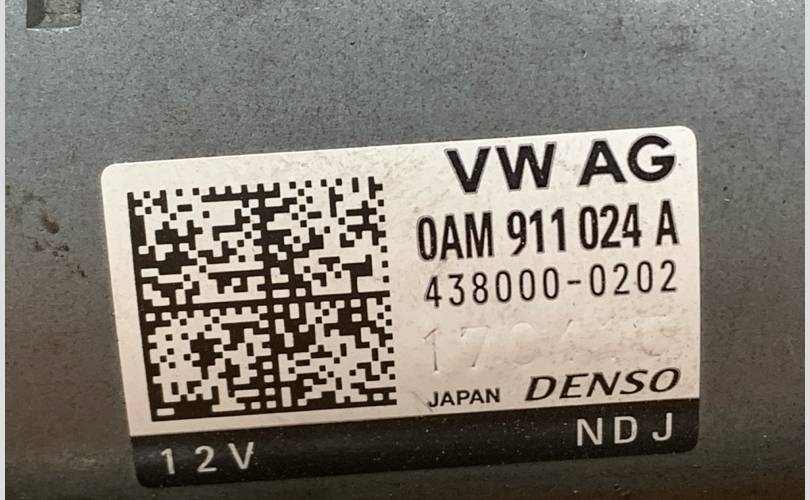 VW AG
0AM 911 024 A
438000-0202
JAPAN DENSO
12V NDJ